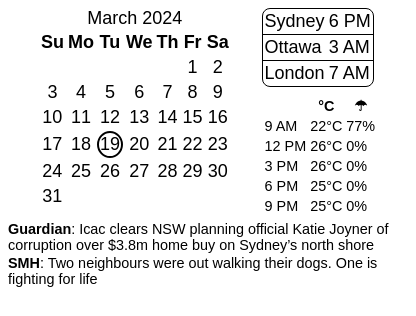 March 2024
Su Mo Tu We Th Fr Sa
1 2
3 4 5 6 7 8 9
10 11 12 13 14 15 16
17 18 19 20 21 22 23
24 25 26 27 28 29 30
31
Sydney 6 PM
Ottawa 3 AM
London 7 AM
°C ☂
9 AM 22°C 77%
12 PM 26°C 0%
3 PM 26°C 0%
6 PM 25°C 0%
9 PM 25°C 0%
Guardian: Icac clears NSW planning official Katie Joyner of
corruption over $3.8m home buy on Sydney’s north shore
SMH: Two neighbours were out walking their dogs. One is
fighting for life